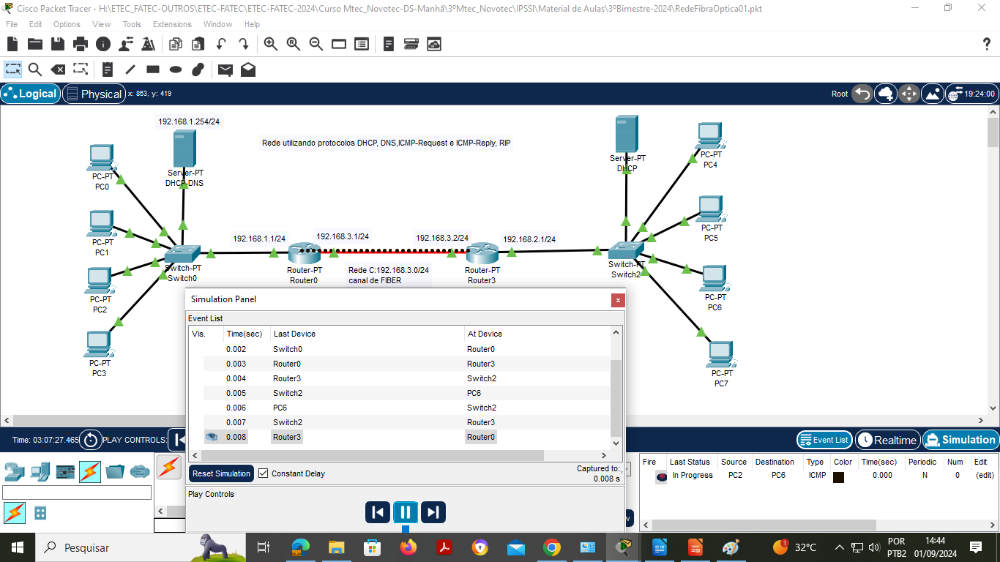 Cisco Packet Tracer - H:\ETEC_FATEC-OUTROS\ETEC-FATEC\ETEC-FATEC-2024\Curso Mtec_Novotec-DS-Manhã\3ºMtec_Novotec\IPSSI\Material de Aulas\3ºBimestre-2024\RedeFibraOptica01.pkt
File Edit Options View Tools Extensions Window Help
Logical Physical x: 863, y: 419 Root 19:24:00
192.168.1.254/24
Rede utilizando protocolos DHCP, DNS,ICMP-Request e ICMP-Reply, RIP
Server-PT
DHCP-DNS
PC-PT
PC0
PC-PT
PC1
PC-PT
PC2
PC-PT
PC3
Switch-PT
Switch0
192.168.1.1/24
192.168.3.1/24
192.168.3.2/24
192.168.2.1/24
Router-PT
Router0
Rede C:192.168.3.0/24
canal de FIBER
Router-PT
Router3
Server-PT
DHCP
Switch-PT
Switch2
PC-PT
PC4
PC-PT
PC5
PC-PT
PC6
PC-PT
PC7
Simulation Panel
x
Event List
Vis. Time(sec) Last Device At Device
0.002 Switch0 Router0
0.003 Router0 Router3
0.004 Router3 Switch2
0.005 Switch2 PC6
0.006 PC6 Switch2
0.007 Switch2 Router3
0.008 Router3 Router0
Reset Simulation Constant Delay Captured to:
0.008 s
Play Controls
Time: 03:07:27.465 PLAY CONTROLS:
Event List Realtime Simulation
Fire Last Status Source Destination Type Color Time(sec) Periodic Num Edit
In Progress PC2 PC6 ICMP 0.000 N 0 (edit)
Pesquisar
1
32°C
POR
PTB2
14:44
01/09/2024